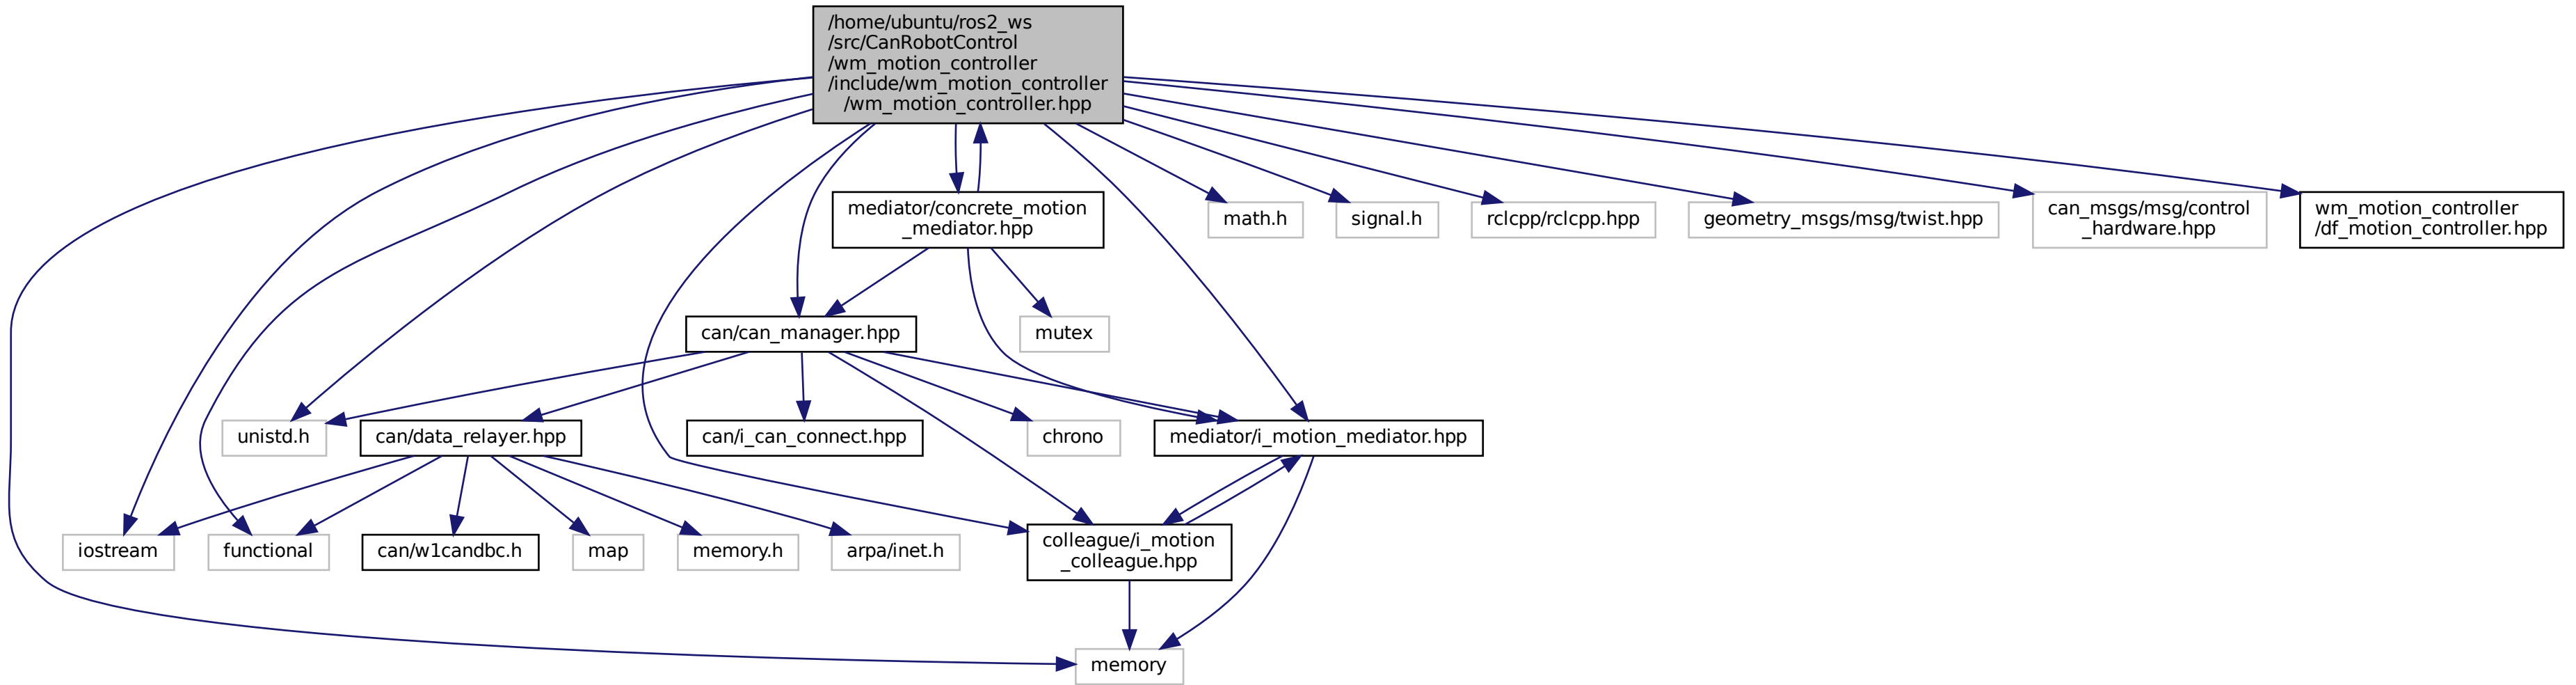 /home/ubuntu/ros2_ws
/src/CanRobotControl
/wm_motion_controller
/include/wm_motion_controller
/wm_motion_controller.hpp
mediator/concrete_motion
_mediator.hpp
math.h
signal.h
rclcpp/rclcpp.hpp
geometry_msgs/msg/twist.hpp
can_msgs/msg/control
_hardware.hpp
wm_motion_controller
/df_motion_controller.hpp
can/can_manager.hpp
mutex
unistd.h
can/data_relayer.hpp
can/i_can_connect.hpp
chrono
mediator/i_motion_mediator.hpp
iostream
functional
can/w1candbc.h
map
memory.h
arpa/inet.h
colleague/i_motion
_colleague.hpp
memory